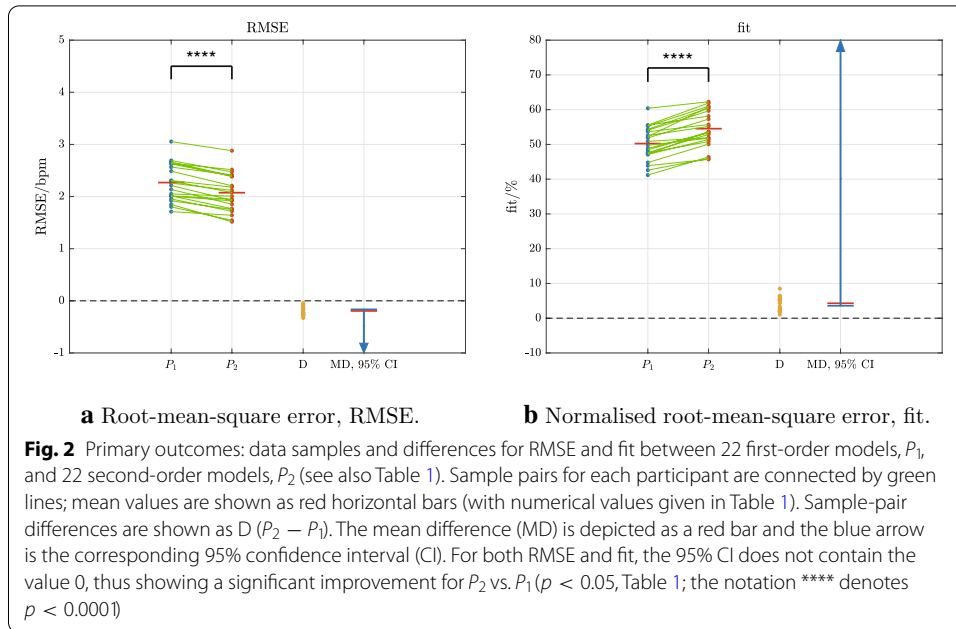 RMSE
5
4
3
2
1
0
-1
RMSE/bpm
****
P₁
P₂
D
MD, 95% CI
fit
80
70
60
50
40
30
20
10
0
-10
fit/%
****
P₁
P₂
D
MD, 95% CI
a Root-mean-square error, RMSE.
b Normalised root-mean-square error, fit.
Fig. 2 Primary outcomes: data samples and differences for RMSE and fit between 22 first-order models, P₁,
and 22 second-order models, P₂ (see also Table 1). Sample pairs for each participant are connected by green
lines; mean values are shown as red horizontal bars (with numerical values given in Table 1). Sample-pair
differences are shown as D (P₂ − P₁). The mean difference (MD) is depicted as a red bar and the blue arrow
is the corresponding 95% confidence interval (CI). For both RMSE and fit, the 95% CI does not contain the
value 0, thus showing a significant improvement for P₂ vs. P₁ (p < 0.05, Table 1; the notation **** denotes
p < 0.0001)